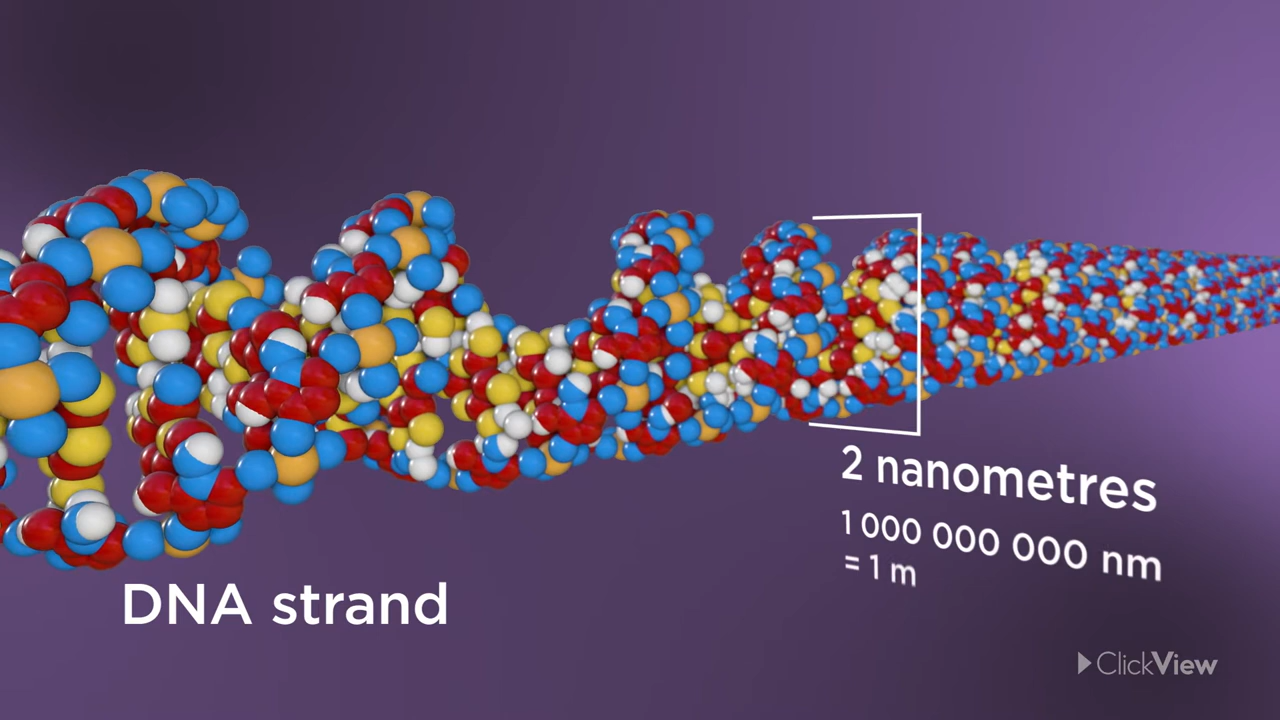 2 nanometres
1 000 000 000 nm
= 1 m
DNA strand
ClickView